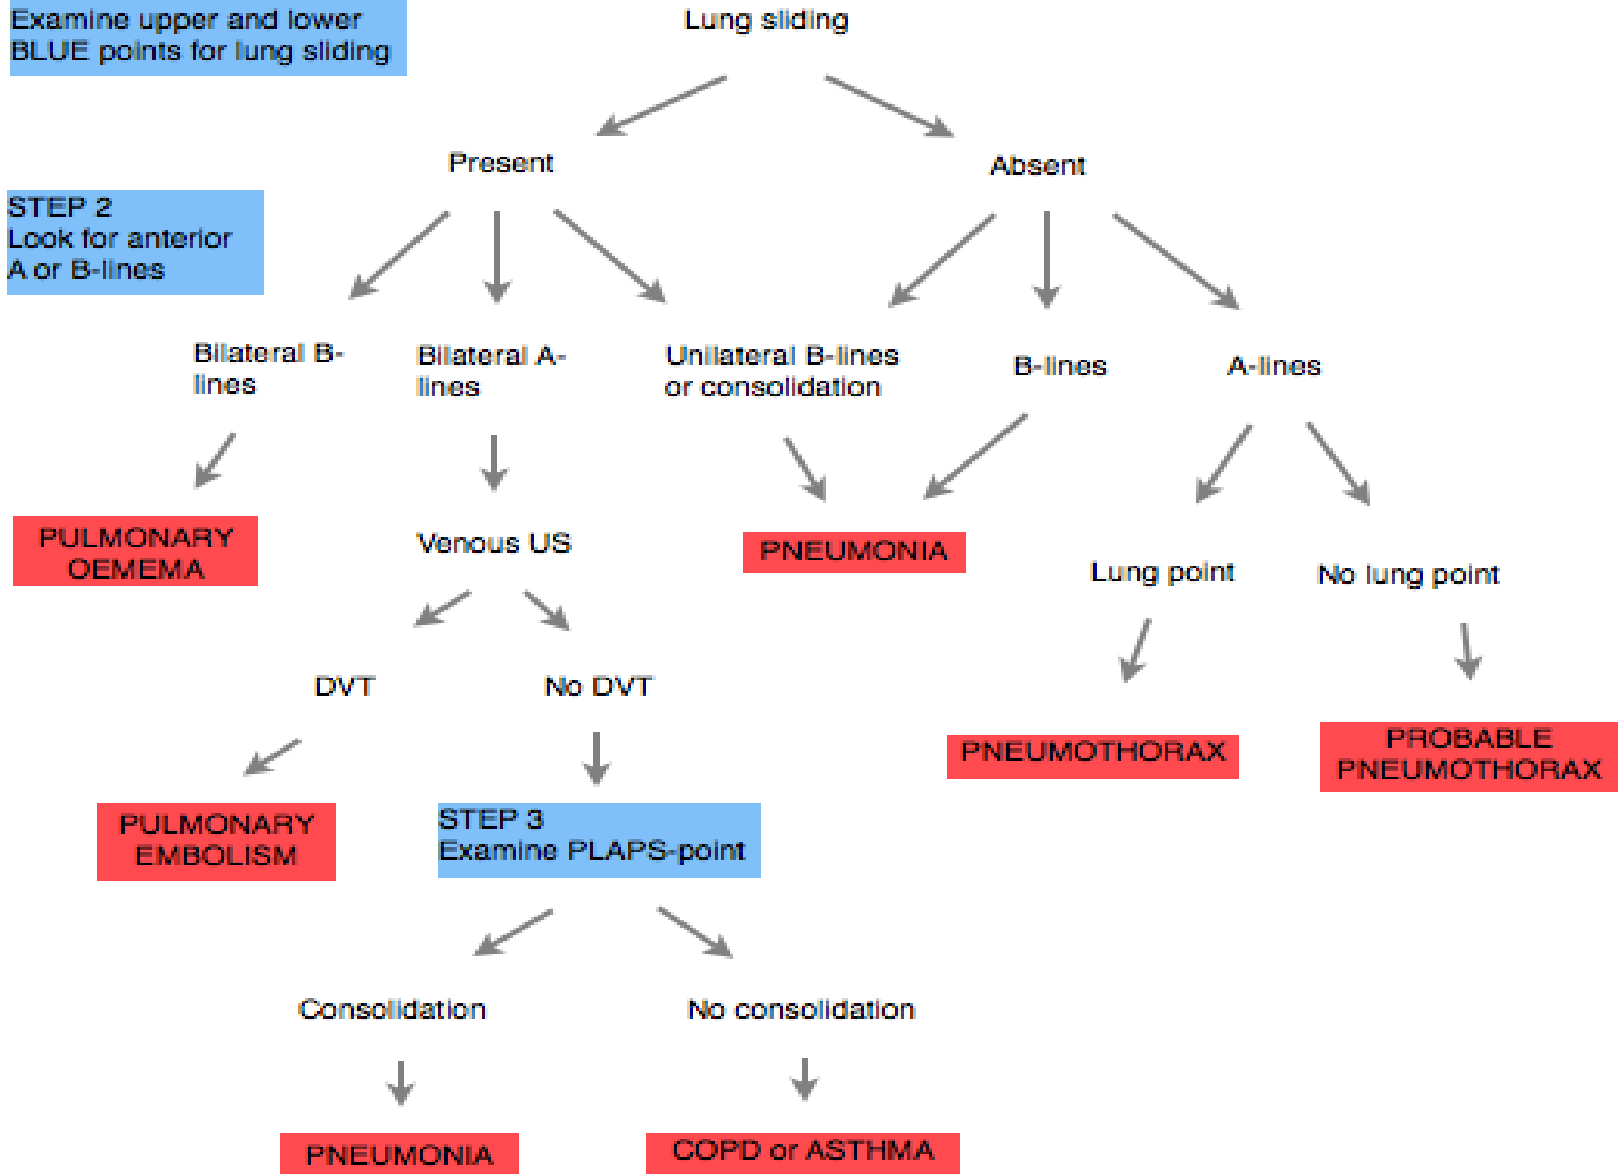 Examine upper and lower
BLUE points for lung sliding
Lung sliding
Present
Absent
STEP 2
Look for anterior
A or B-lines
Bilateral B-
lines
Bilateral A-
lines
Unilateral B-lines
or consolidation
B-lines
A-lines
PULMONARY
OEMEMA
Venous US
PNEUMONIA
Lung point
No lung point
DVT
No DVT
PNEUMOTHORAX
PROBABLE
PNEUMOTHORAX
PULMONARY
EMBOLISM
STEP 3
Examine PLAPS-point
Consolidation
No consolidation
PNEUMONIA
COPD or ASTHMA